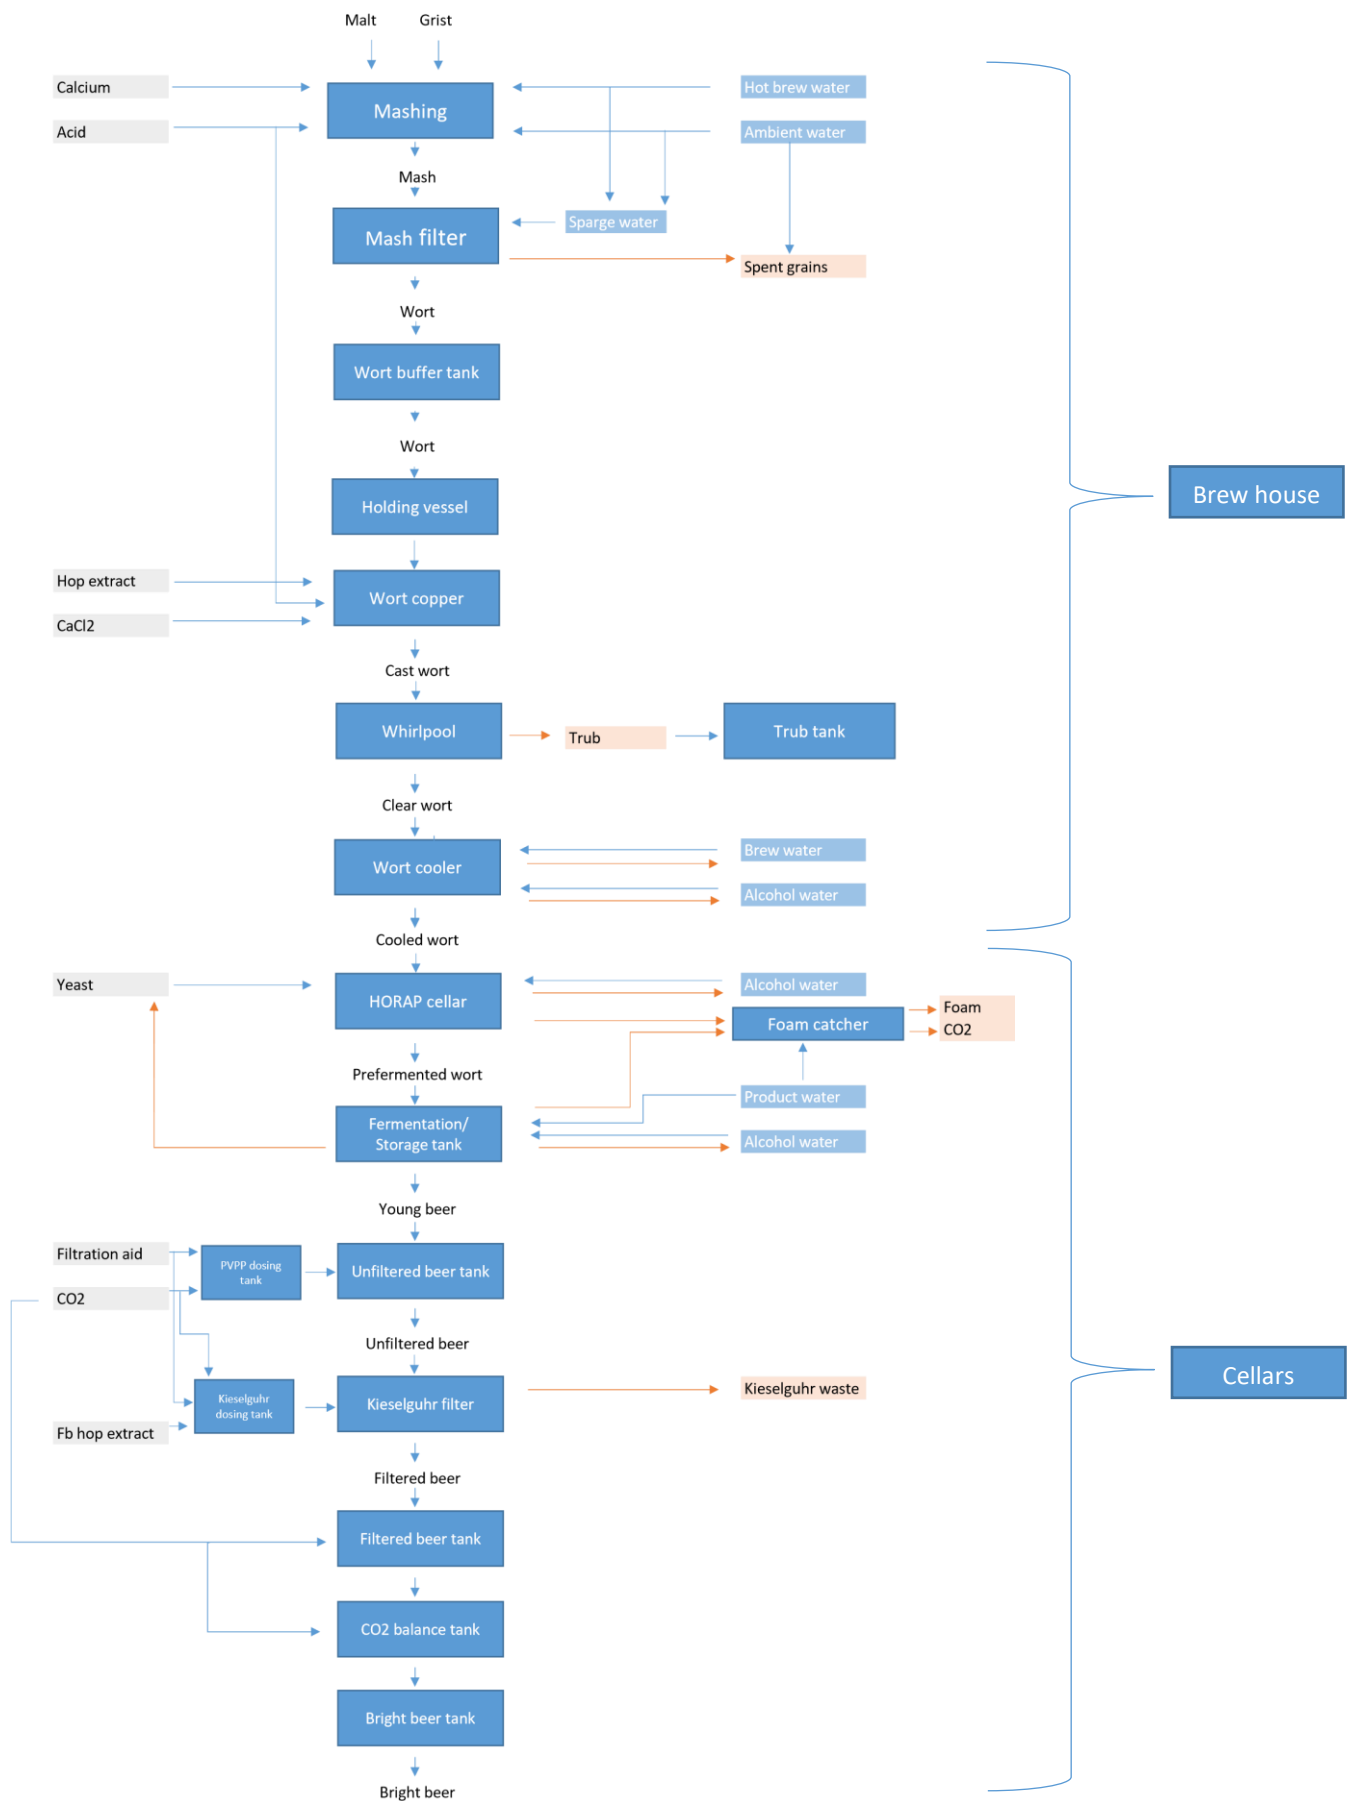 Malt
Grist
Calcium
Mashing
Hot brew water
Acid
Ambient water
Mash
Mash filter
Sparge water
Spent grains
Wort
Wort buffer tank
Wort
Brew house
Holding vessel
Hop extract
Wort copper
CaCl2
Cast wort
Whirlpool
Trub
Trub tank
Clear wort
Brew water
Wort cooler
Alcohol water
Cooled wort
Yeast
HORAP cellar
Alcohol water
Foam
Foam catcher
CO2
Prefermented wort
Product water
Fermentation/
Storage tank
Alcohol water
Young beer
Filtration aid
PVPP dosing
tank
Unfiltered beer tank
CO2
Unfiltered beer
Cellars
Kieselguhr
dosing tank
Kieselguhr filter
Kieselguhr waste
Fb hop extract
Filtered beer
Filtered beer tank
CO2 balance tank
Bright beer tank
Bright beer